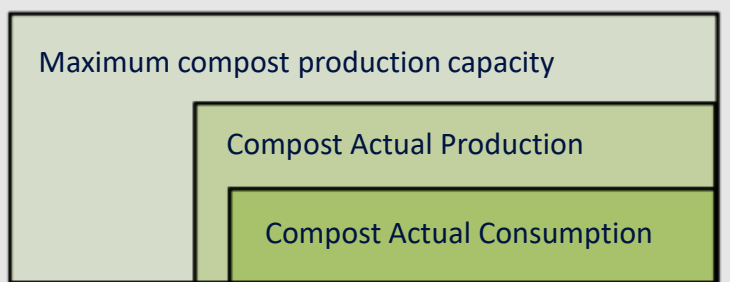 Maximum compost production capacity
Compost Actual Production
Compost Actual Consumption